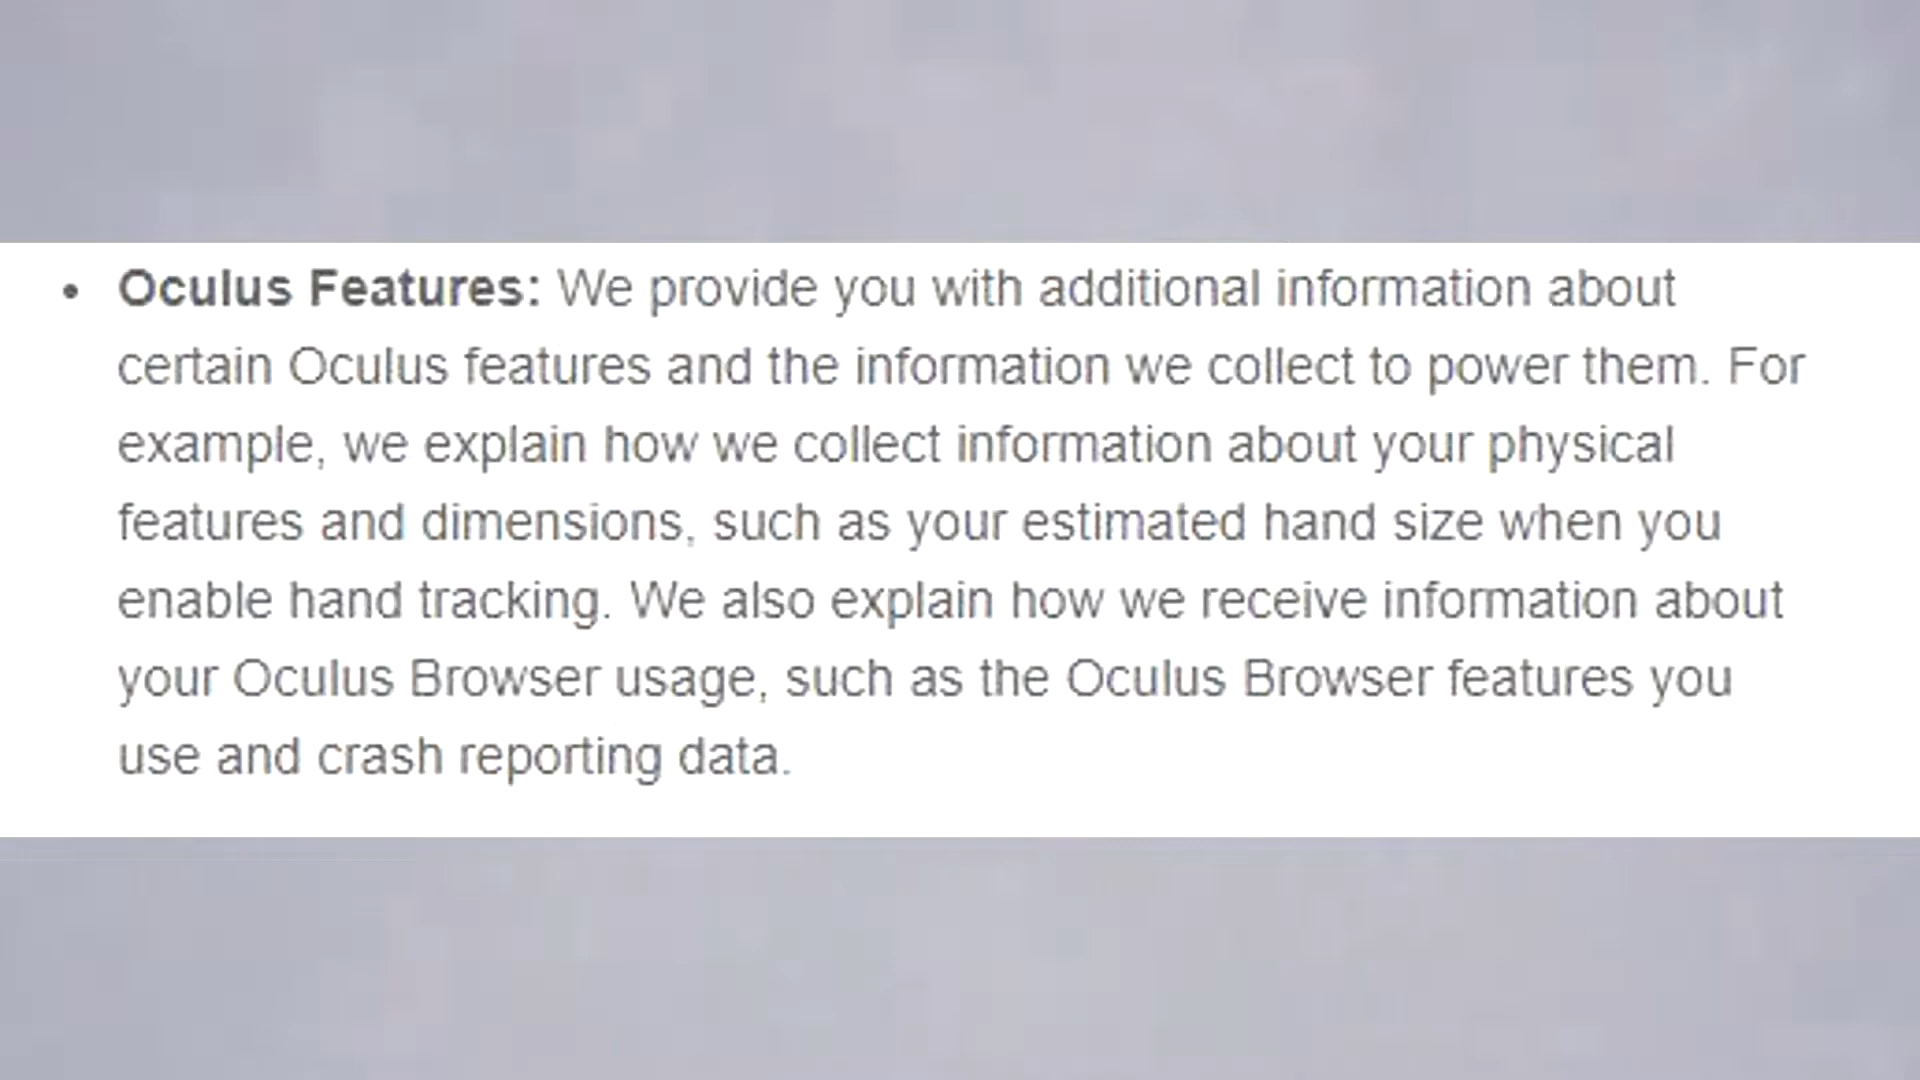 • Oculus Features: We provide you with additional information about
certain Oculus features and the information we collect to power them. For
example, we explain how we collect information about your physical
features and dimensions, such as your estimated hand size when you
enable hand tracking. We also explain how we receive information about
your Oculus Browser usage, such as the Oculus Browser features you
use and crash reporting data.